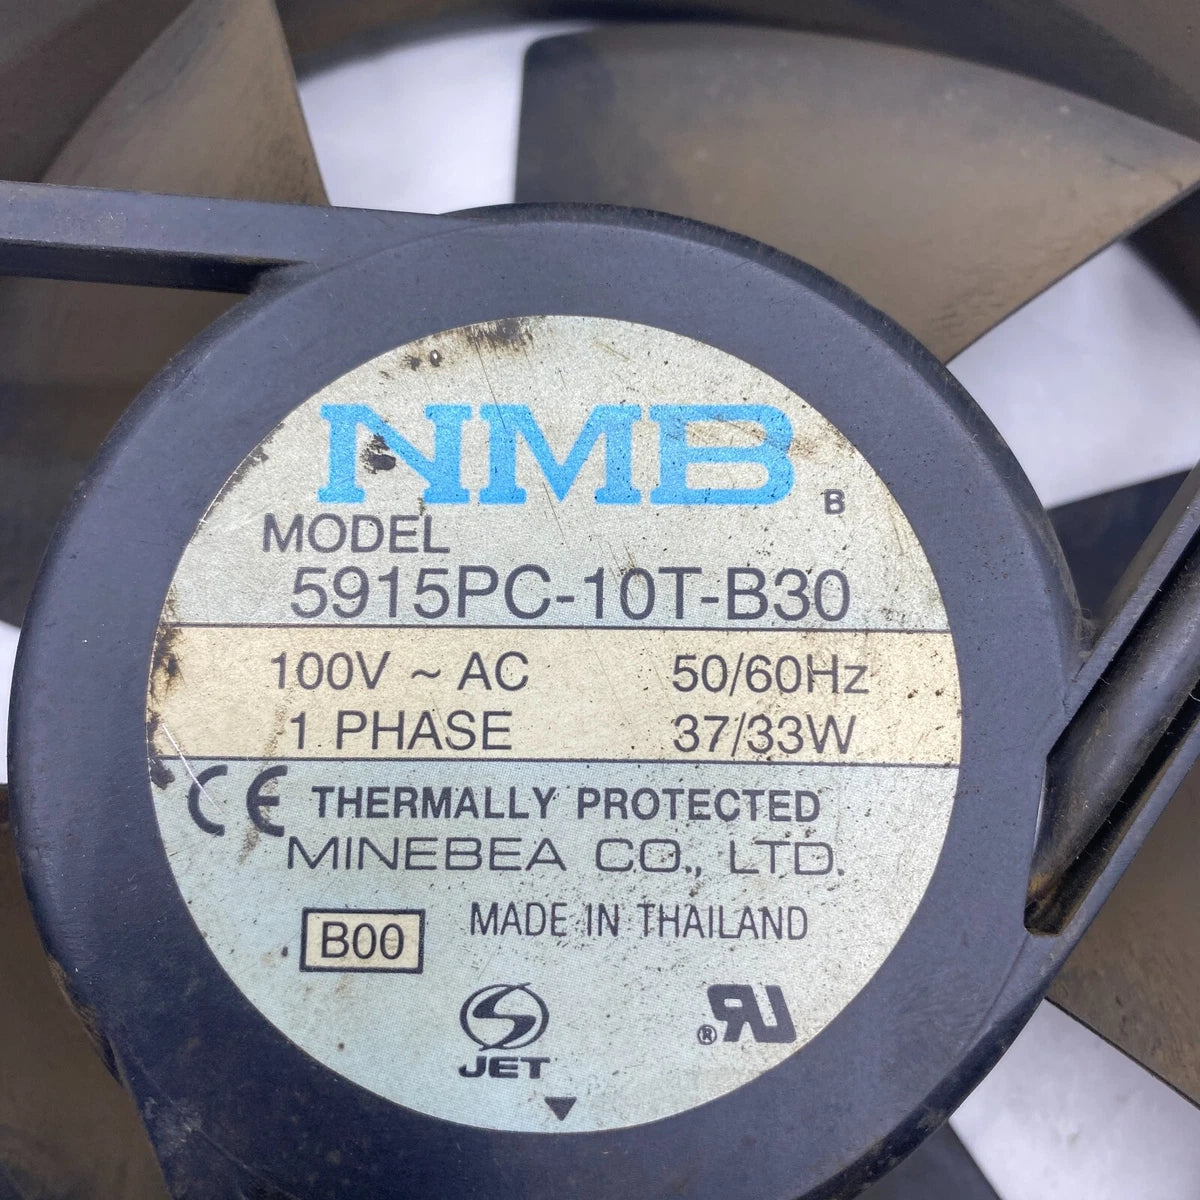 NMB
B
MODEL
5915PC-10T-B30
100V ~ AC 50/60Hz
1 PHASE 37/33W
CE THERMALLY PROTECTED
MINEBEA CO., LTD.
B00 MADE IN THAILAND
S
JET
RU®